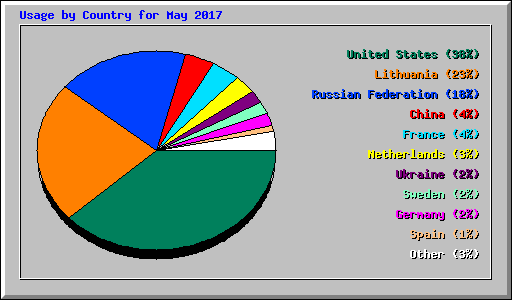 Usage by Country for May 2017
United States (38%)
Lithuania (23%)
Russian Federation (18%)
China (4%)
France (4%)
Netherlands (3%)
Ukraine (2%)
Sweden (2%)
Germany (2%)
Spain (1%)
Other (3%)